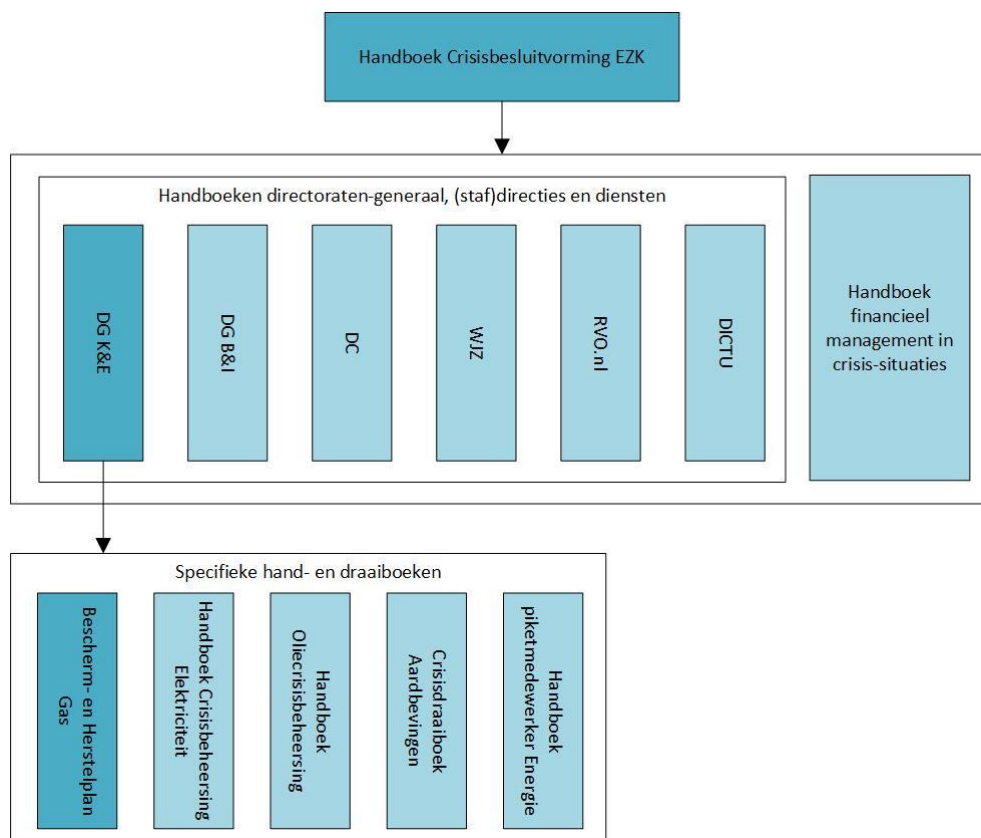 Handboek Crisisbesluitvorming EZK
Handboeken directoraten-generaal, (staf)directies en diensten
DG K&E
DG B&I
DC
WJZ
RVO.nl
DICTU
Handboek
financieel
management in
crisis-situaties
Specifieke hand- en draaiboeken
Bescherm- en Herstelplan
Gas
Handboek Crisisbeheersing
Elektriciteit
Handboek
Oliecrisisbeheersing
Crisisdraaiboek
Aardbevingen
Handboek
piketmedewerker Energie